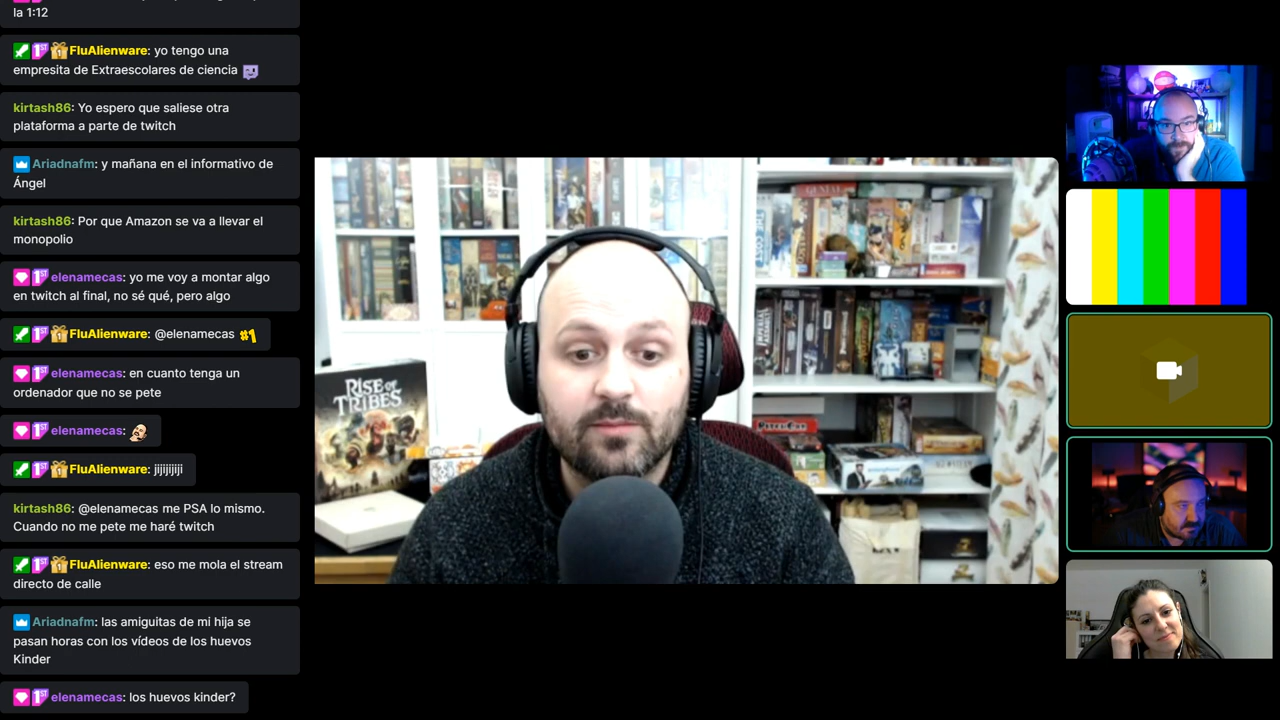 la 1:12
FluAlienware: yo tengo una
empresita de Extraescolares de ciencia
kirtash86: Yo espero que saliese otra
plataforma a parte de twitch
Ariadnafm: y mañana en el informativo de
Ángel
kirtash86: Por que Amazon se va a llevar el
monopolio
elenamecas: yo me voy a montar algo
en twitch al final, no sé qué, pero algo
FluAlienware: @elenamecas #1
elenamecas: en cuanto tenga un
ordenador que no se pete
elenamecas:
FluAlienware: jijijijiji
kirtash86: @elenamecas me PSA lo mismo.
Cuando no me pete me haré twitch
FluAlienware: eso me mola el stream
directo de calle
Ariadnafm: las amiguitas de mi hija se
pasan horas con los vídeos de los huevos
Kinder
elenamecas: los huevos kinder?
RISE OF
TRIBES